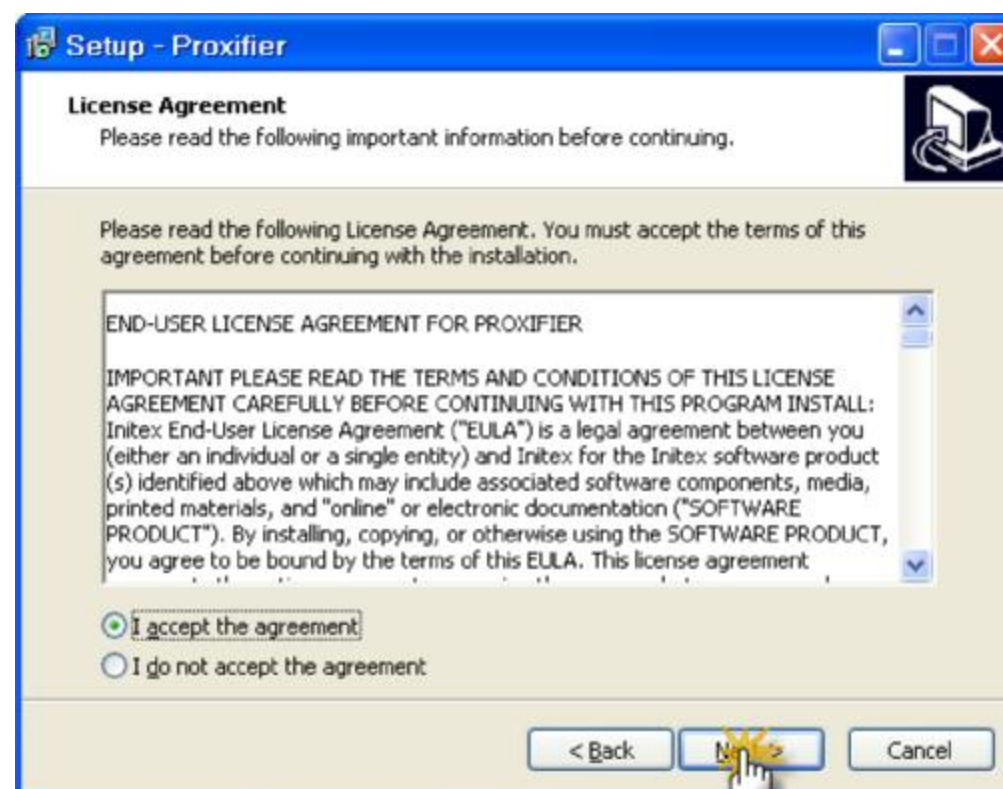 Setup - Proxifier
License Agreement
Please read the following important information before continuing.
Please read the following License Agreement. You must accept the terms of this
agreement before continuing with the installation.
END-USER LICENSE AGREEMENT FOR PROXIFIER
IMPORTANT PLEASE READ THE TERMS AND CONDITIONS OF THIS LICENSE
AGREEMENT CAREFULLY BEFORE CONTINUING WITH THIS PROGRAM INSTALL:
Initex End-User License Agreement ("EULA") is a legal agreement between you
(either an individual or a single entity) and Initex for the Initex software product
(s) identified above which may include associated software components, media,
printed materials, and "online" or electronic documentation ("SOFTWARE
PRODUCT"). By installing, copying, or otherwise using the SOFTWARE PRODUCT,
you agree to be bound by the terms of this EULA. This license agreement
I accept the agreement
I do not accept the agreement
< Back
Cancel